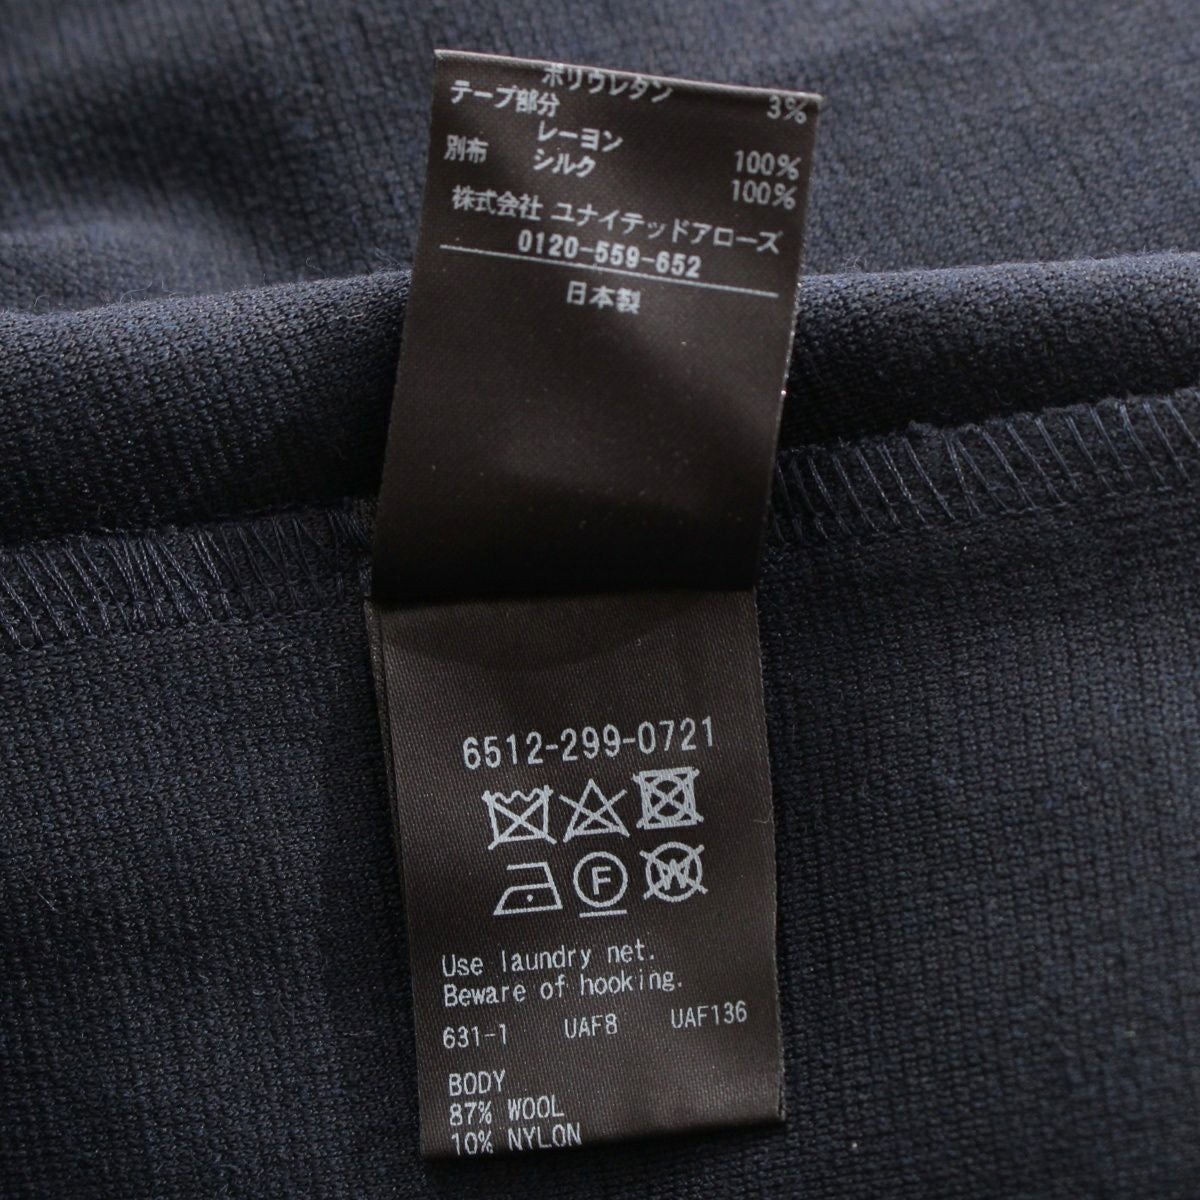 ポリウレタン 3%
テープ部分
レーヨン 100%
別布 シルク 100%
株式会社 ユナイテッドアローズ
0120-559-652
日本製
6512-299-0721
F W
Use laundry net.
Beware of hooking.
631-1 UAF8 UAF136
BODY
87% WOOL
10% NYLON